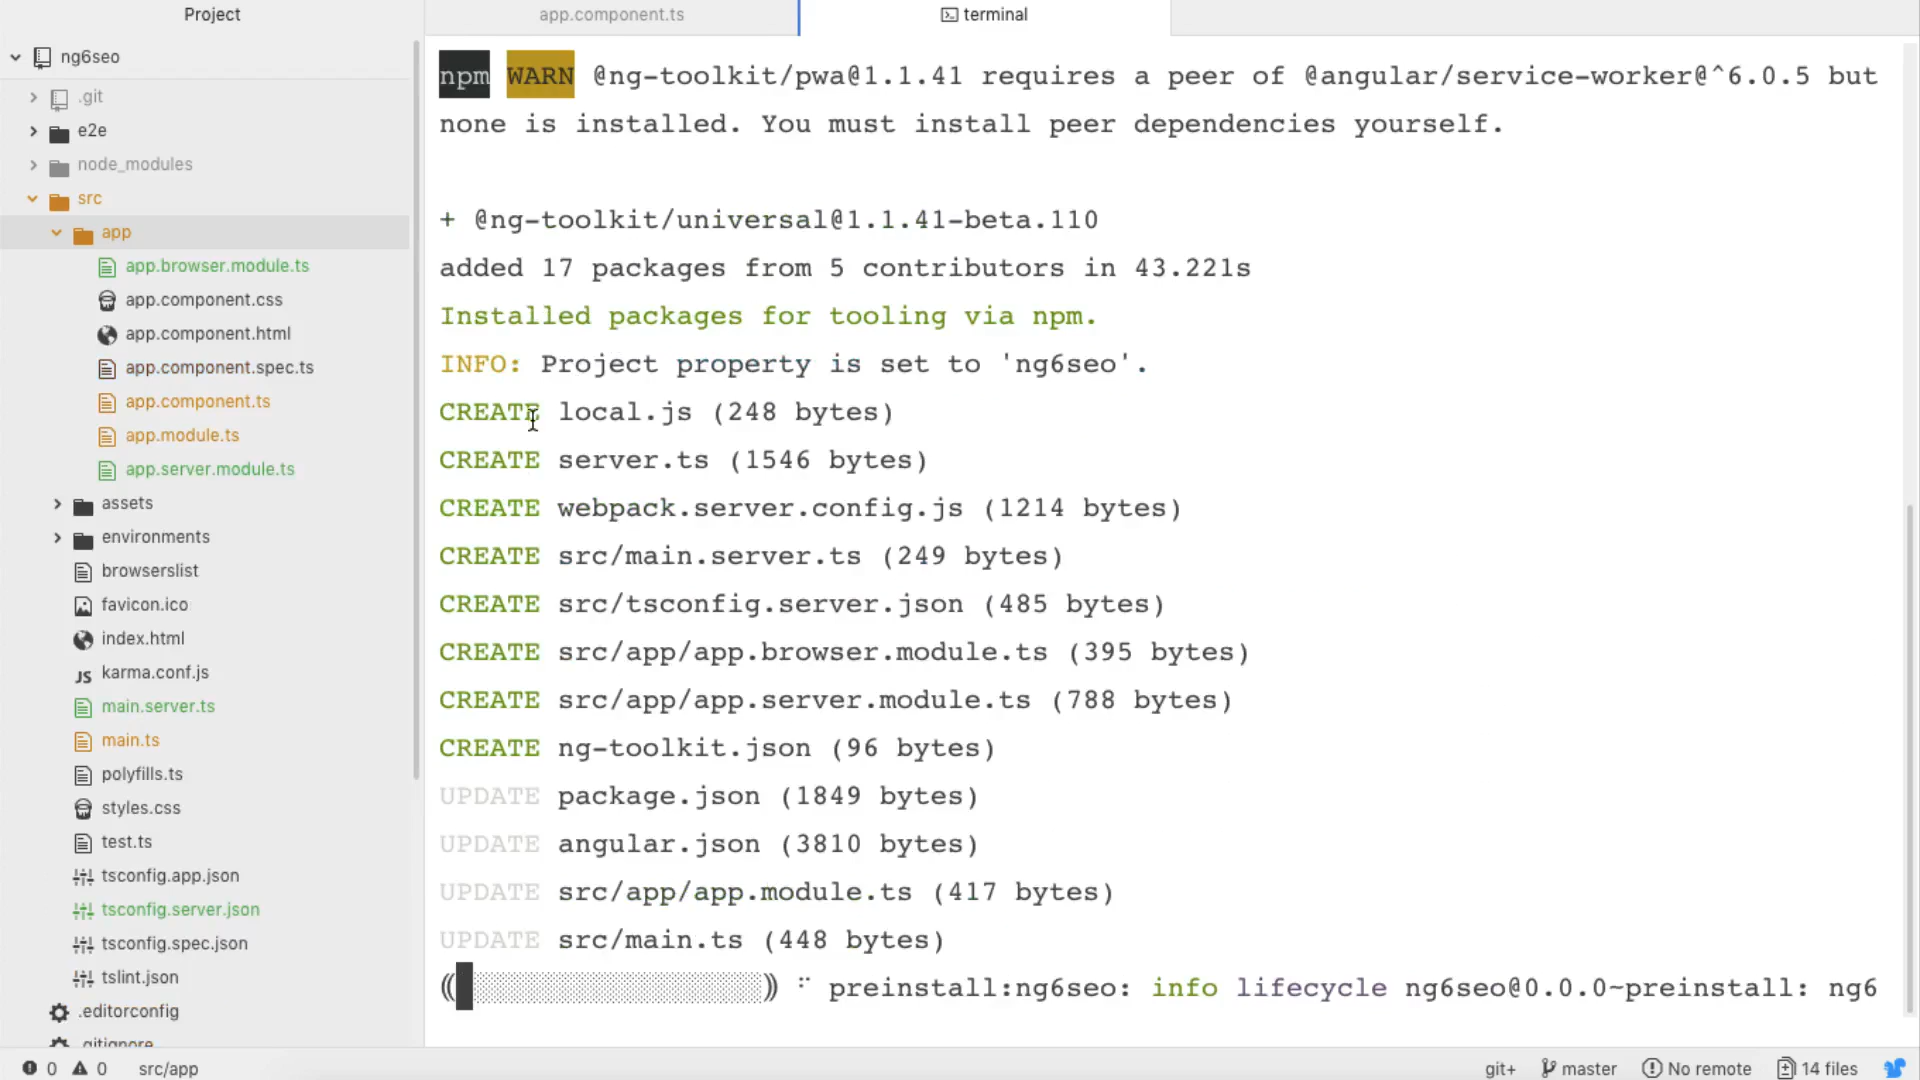 Project
app.component.ts
terminal
ng6seo
.git
e2e
node_modules
src
app
app.browser.module.ts
app.component.css
app.component.html
app.component.spec.ts
app.component.ts
app.module.ts
app.server.module.ts
assets
environments
browserslist
favicon.ico
index.html
JS karma.conf.js
main.server.ts
main.ts
polyfills.ts
styles.css
test.ts
tsconfig.app.json
tsconfig.server.json
tsconfig.spec.json
tslint.json
.editorconfig
.gitignore
npm WARN @ng-toolkit/pwa@1.1.41 requires a peer of @angular/service-worker@^6.0.5 but
none is installed. You must install peer dependencies yourself.
+ @ng-toolkit/universal@1.1.41-beta.110
added 17 packages from 5 contributors in 43.221s
Installed packages for tooling via npm.
INFO: Project property is set to 'ng6seo'.
CREATE local.js (248 bytes)
CREATE server.ts (1546 bytes)
CREATE webpack.server.config.js (1214 bytes)
CREATE src/main.server.ts (249 bytes)
CREATE src/tsconfig.server.json (485 bytes)
CREATE src/app/app.browser.module.ts (395 bytes)
CREATE src/app/app.server.module.ts (788 bytes)
CREATE ng-toolkit.json (96 bytes)
UPDATE package.json (1849 bytes)
UPDATE angular.json (3810 bytes)
UPDATE src/app/app.module.ts (417 bytes)
UPDATE src/main.ts (448 bytes)
preinstall:ng6seo: info lifecycle ng6seo@0.0.0~preinstall: ng6
0 0 src/app
git+ master No remote 14 files